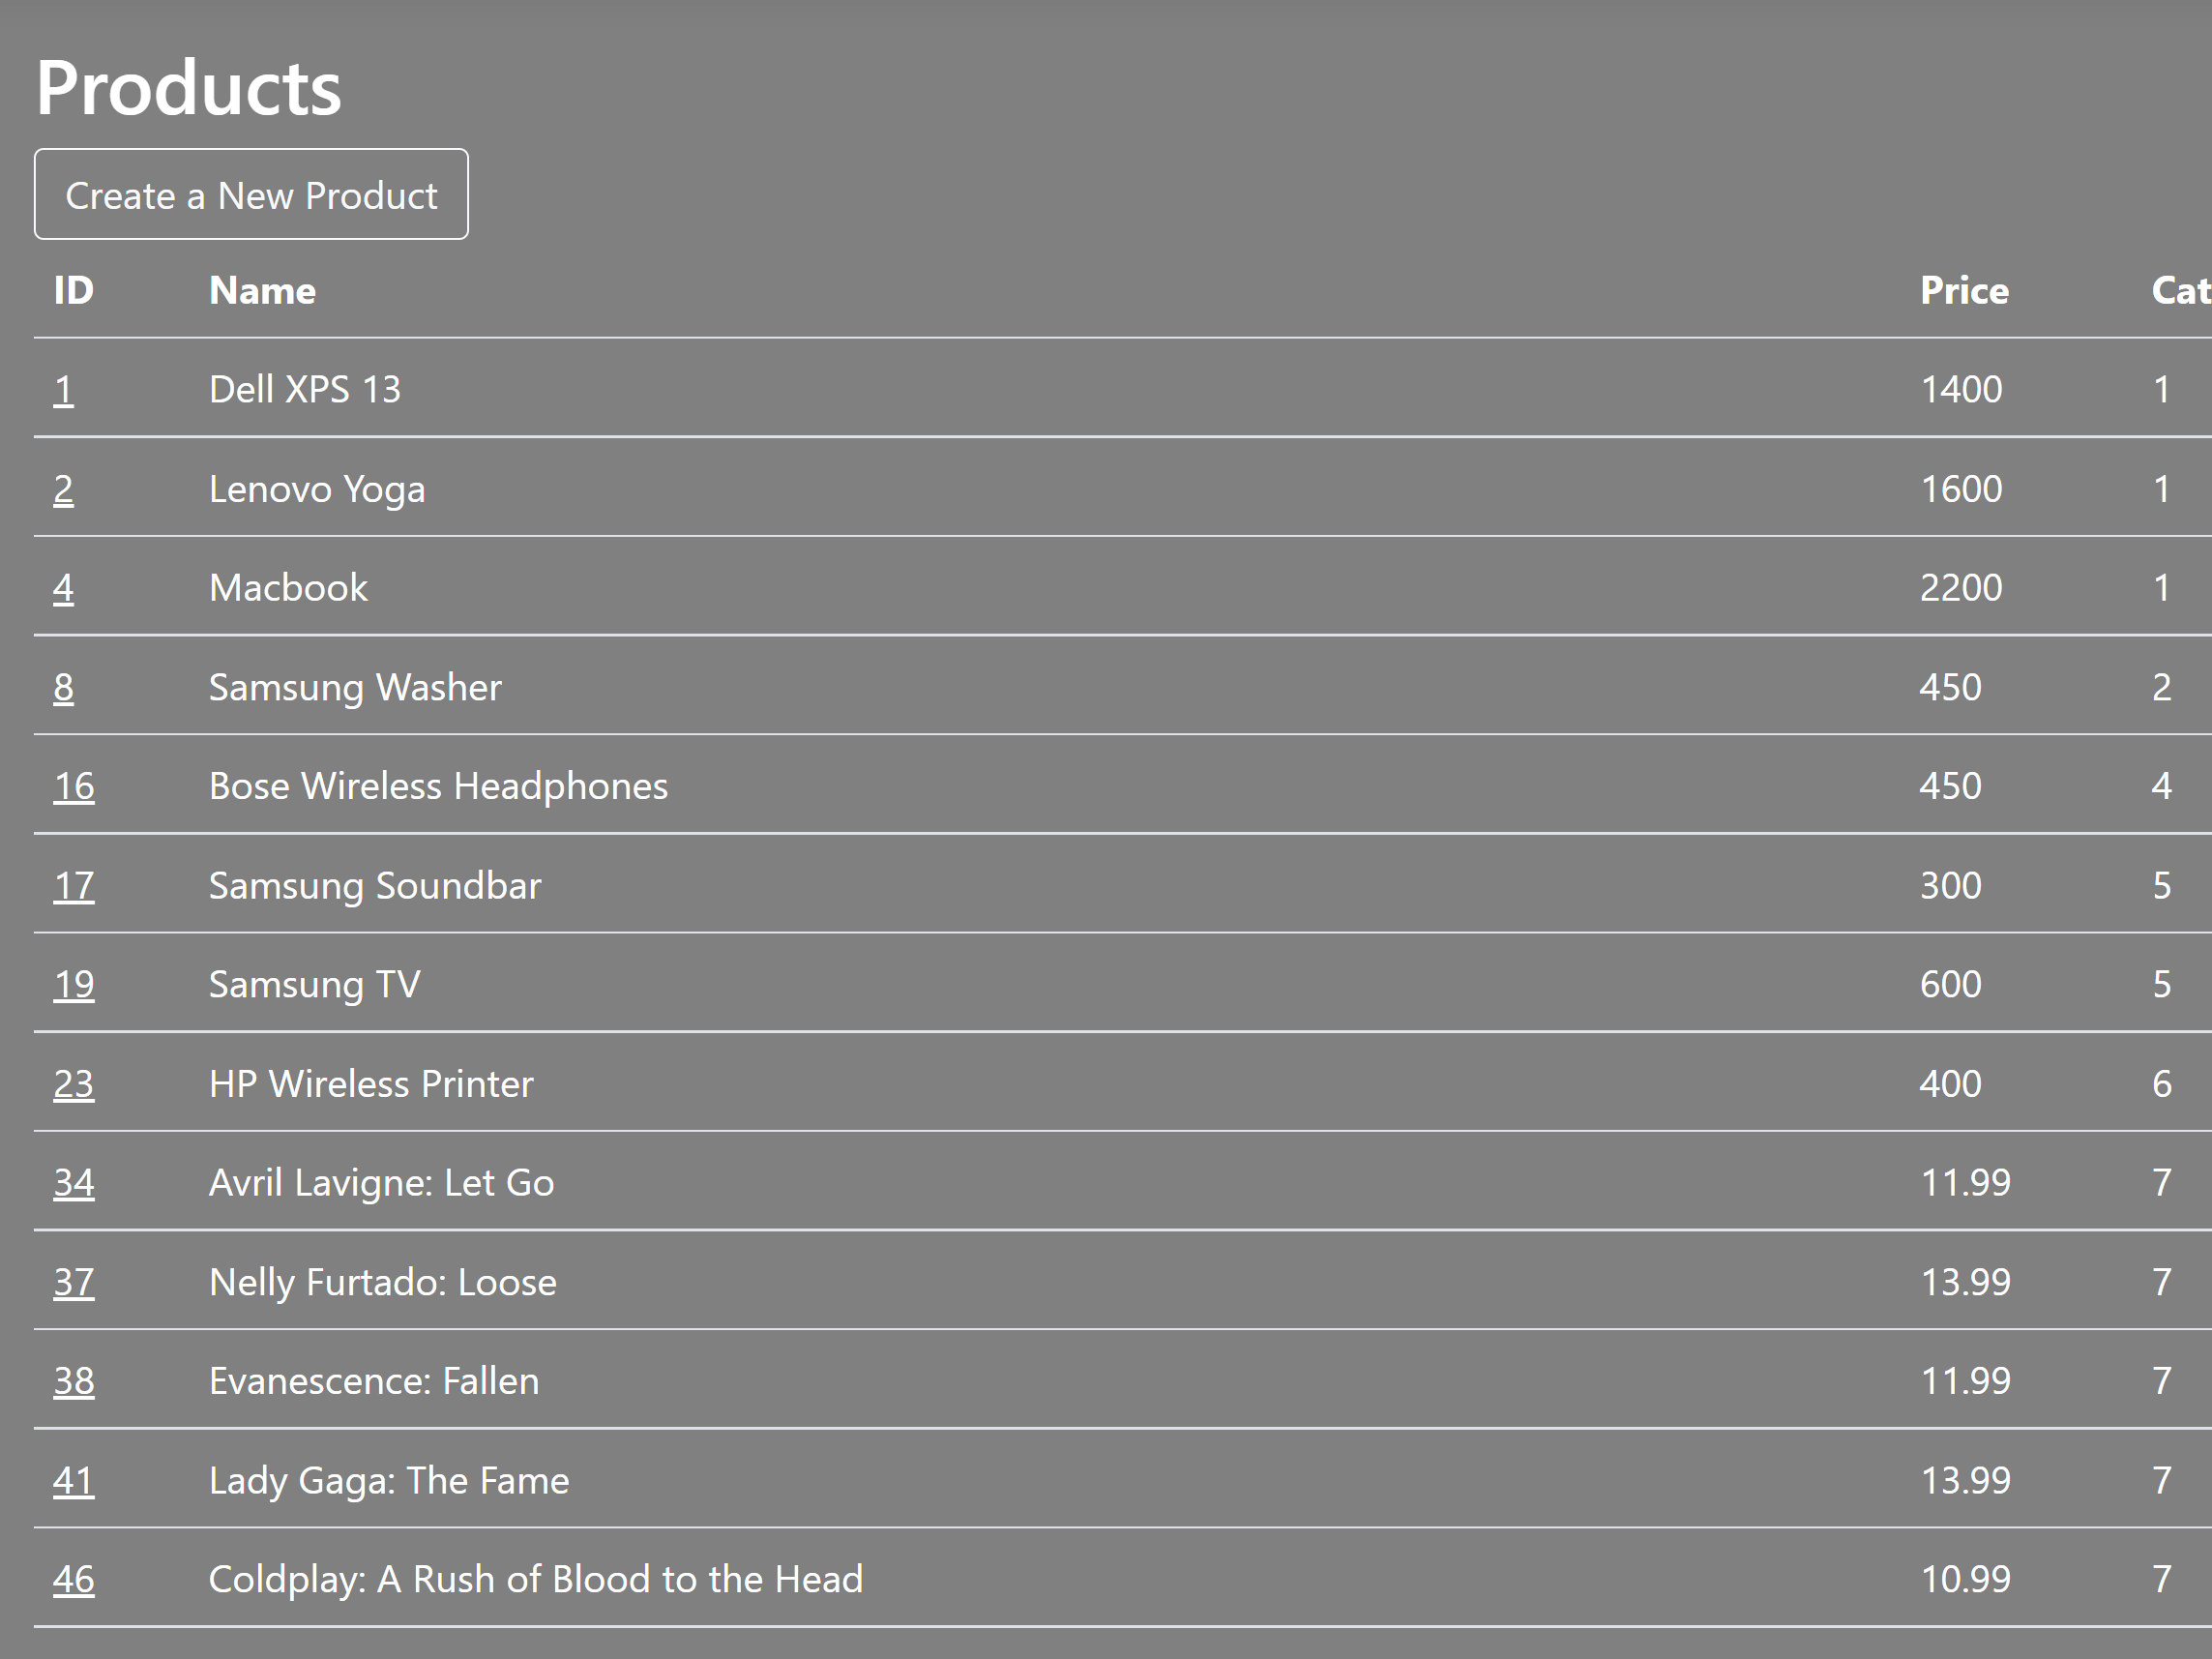 Products
Create a New Product
ID Name Price Cat
1 Dell XPS 13 1400 1
2 Lenovo Yoga 1600 1
4 Macbook 2200 1
8 Samsung Washer 450 2
16 Bose Wireless Headphones 450 4
17 Samsung Soundbar 300 5
19 Samsung TV 600 5
23 HP Wireless Printer 400 6
34 Avril Lavigne: Let Go 11.99 7
37 Nelly Furtado: Loose 13.99 7
38 Evanescence: Fallen 11.99 7
41 Lady Gaga: The Fame 13.99 7
46 Coldplay: A Rush of Blood to the Head 10.99 7